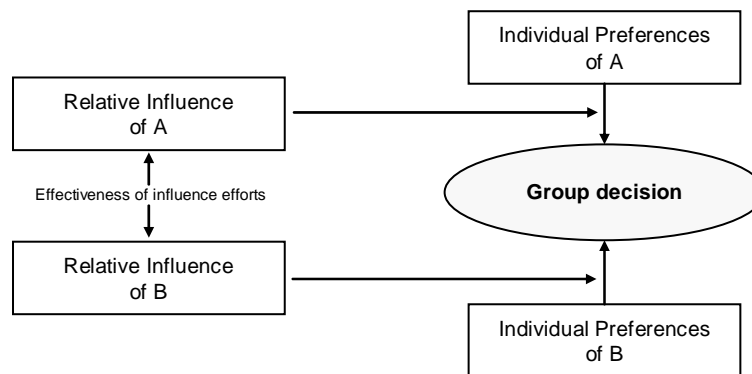 Individual Preferences
of A
Relative Influence
of A
Effectiveness of influence efforts
Group decision
Relative Influence
of B
Individual Preferences
of B